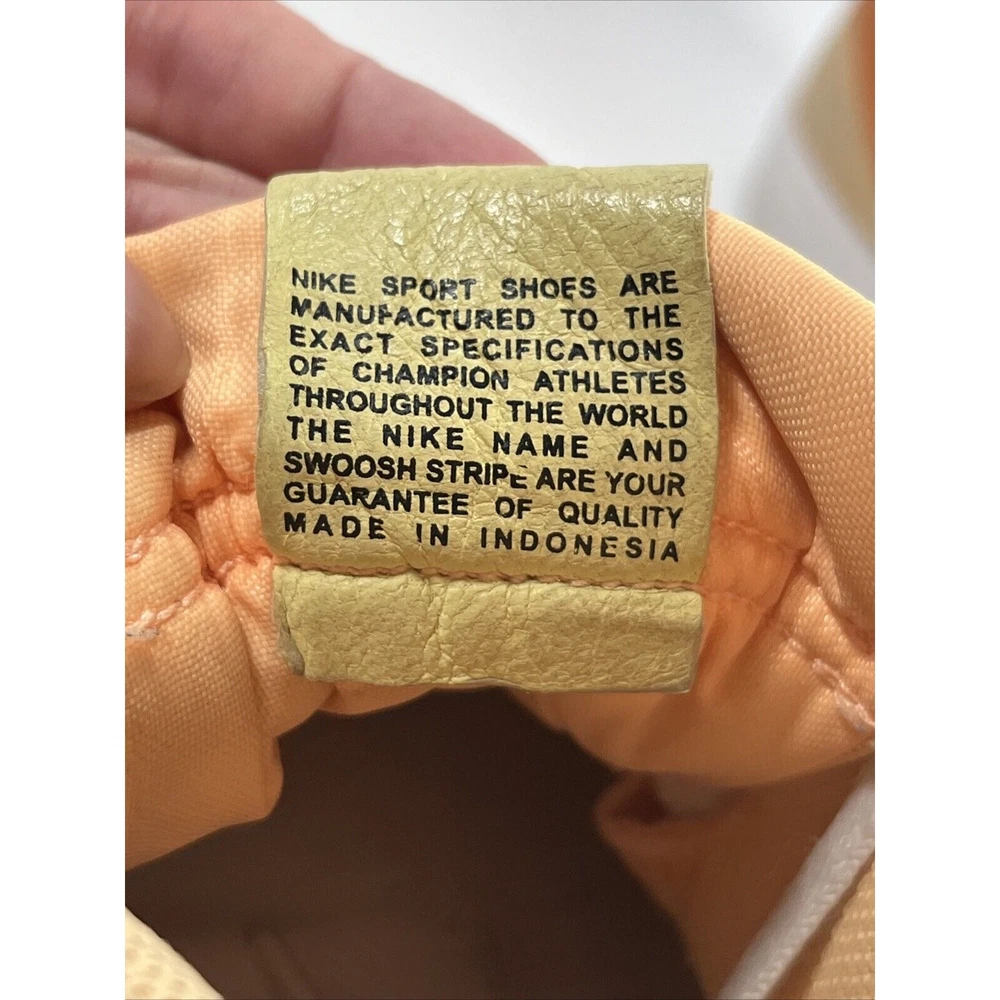 NIKE SPORT SHOES ARE
MANUFACTURED TO THE
EXACT SPECIFICATIONS
OF CHAMPION ATHLETES
THROUGHOUT THE WORLD
THE NIKE NAME AND
SWOOSH STRIPE ARE YOUR
GUARANTEE OF QUALITY
MADE IN INDONESIA